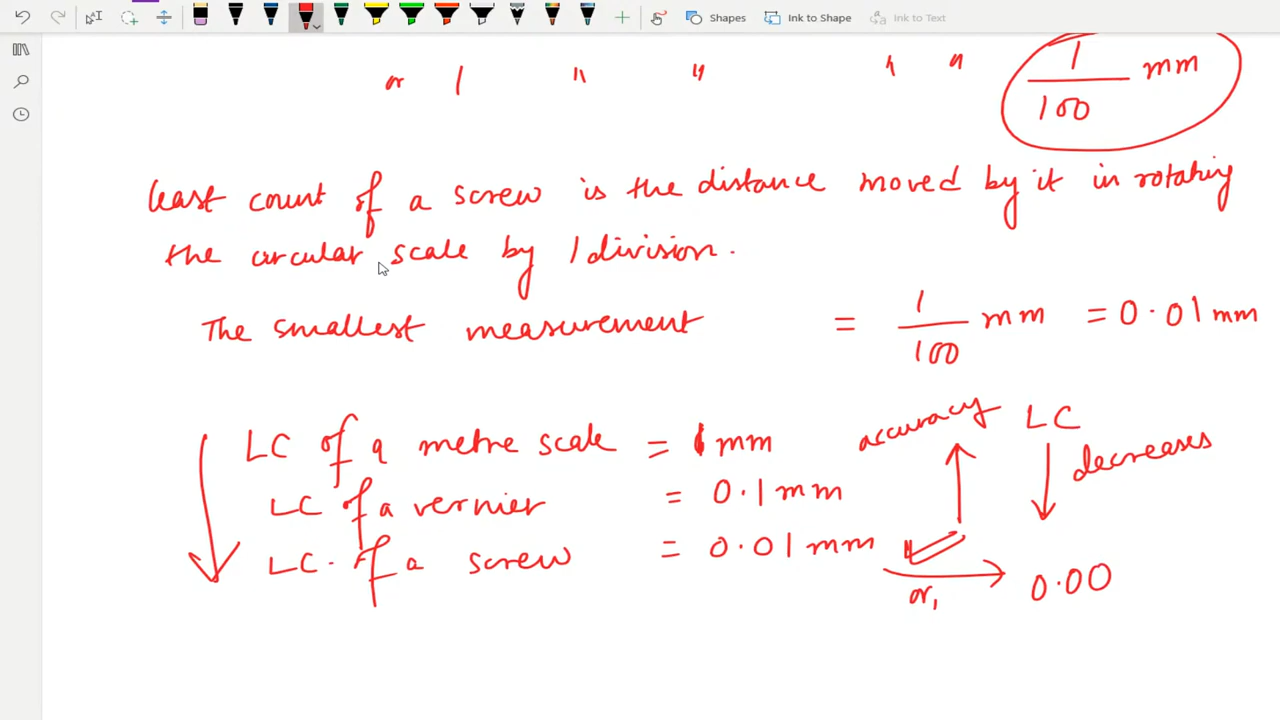 Shapes Ink to Shape Ink to Text
or 1 " " " " 1/100 mm
least count of a screw is the distance moved by it in rotating
the circular scale by 1 division.
The smallest measurement = 1/100 mm = 0.01 mm
LC of a metre scale = 1 mm accuracy LC decreases
LC of a vernier = 0.1 mm
LC. of a screw = 0.01 mm or, 0.00